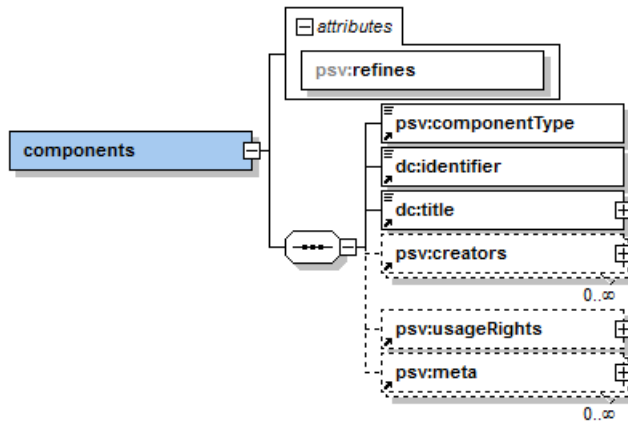 attributes
psv:refines
components
psv:componentType
dc:identifier
dc:title
psv:creators
0..∞
psv:usageRights
psv:meta
0..∞